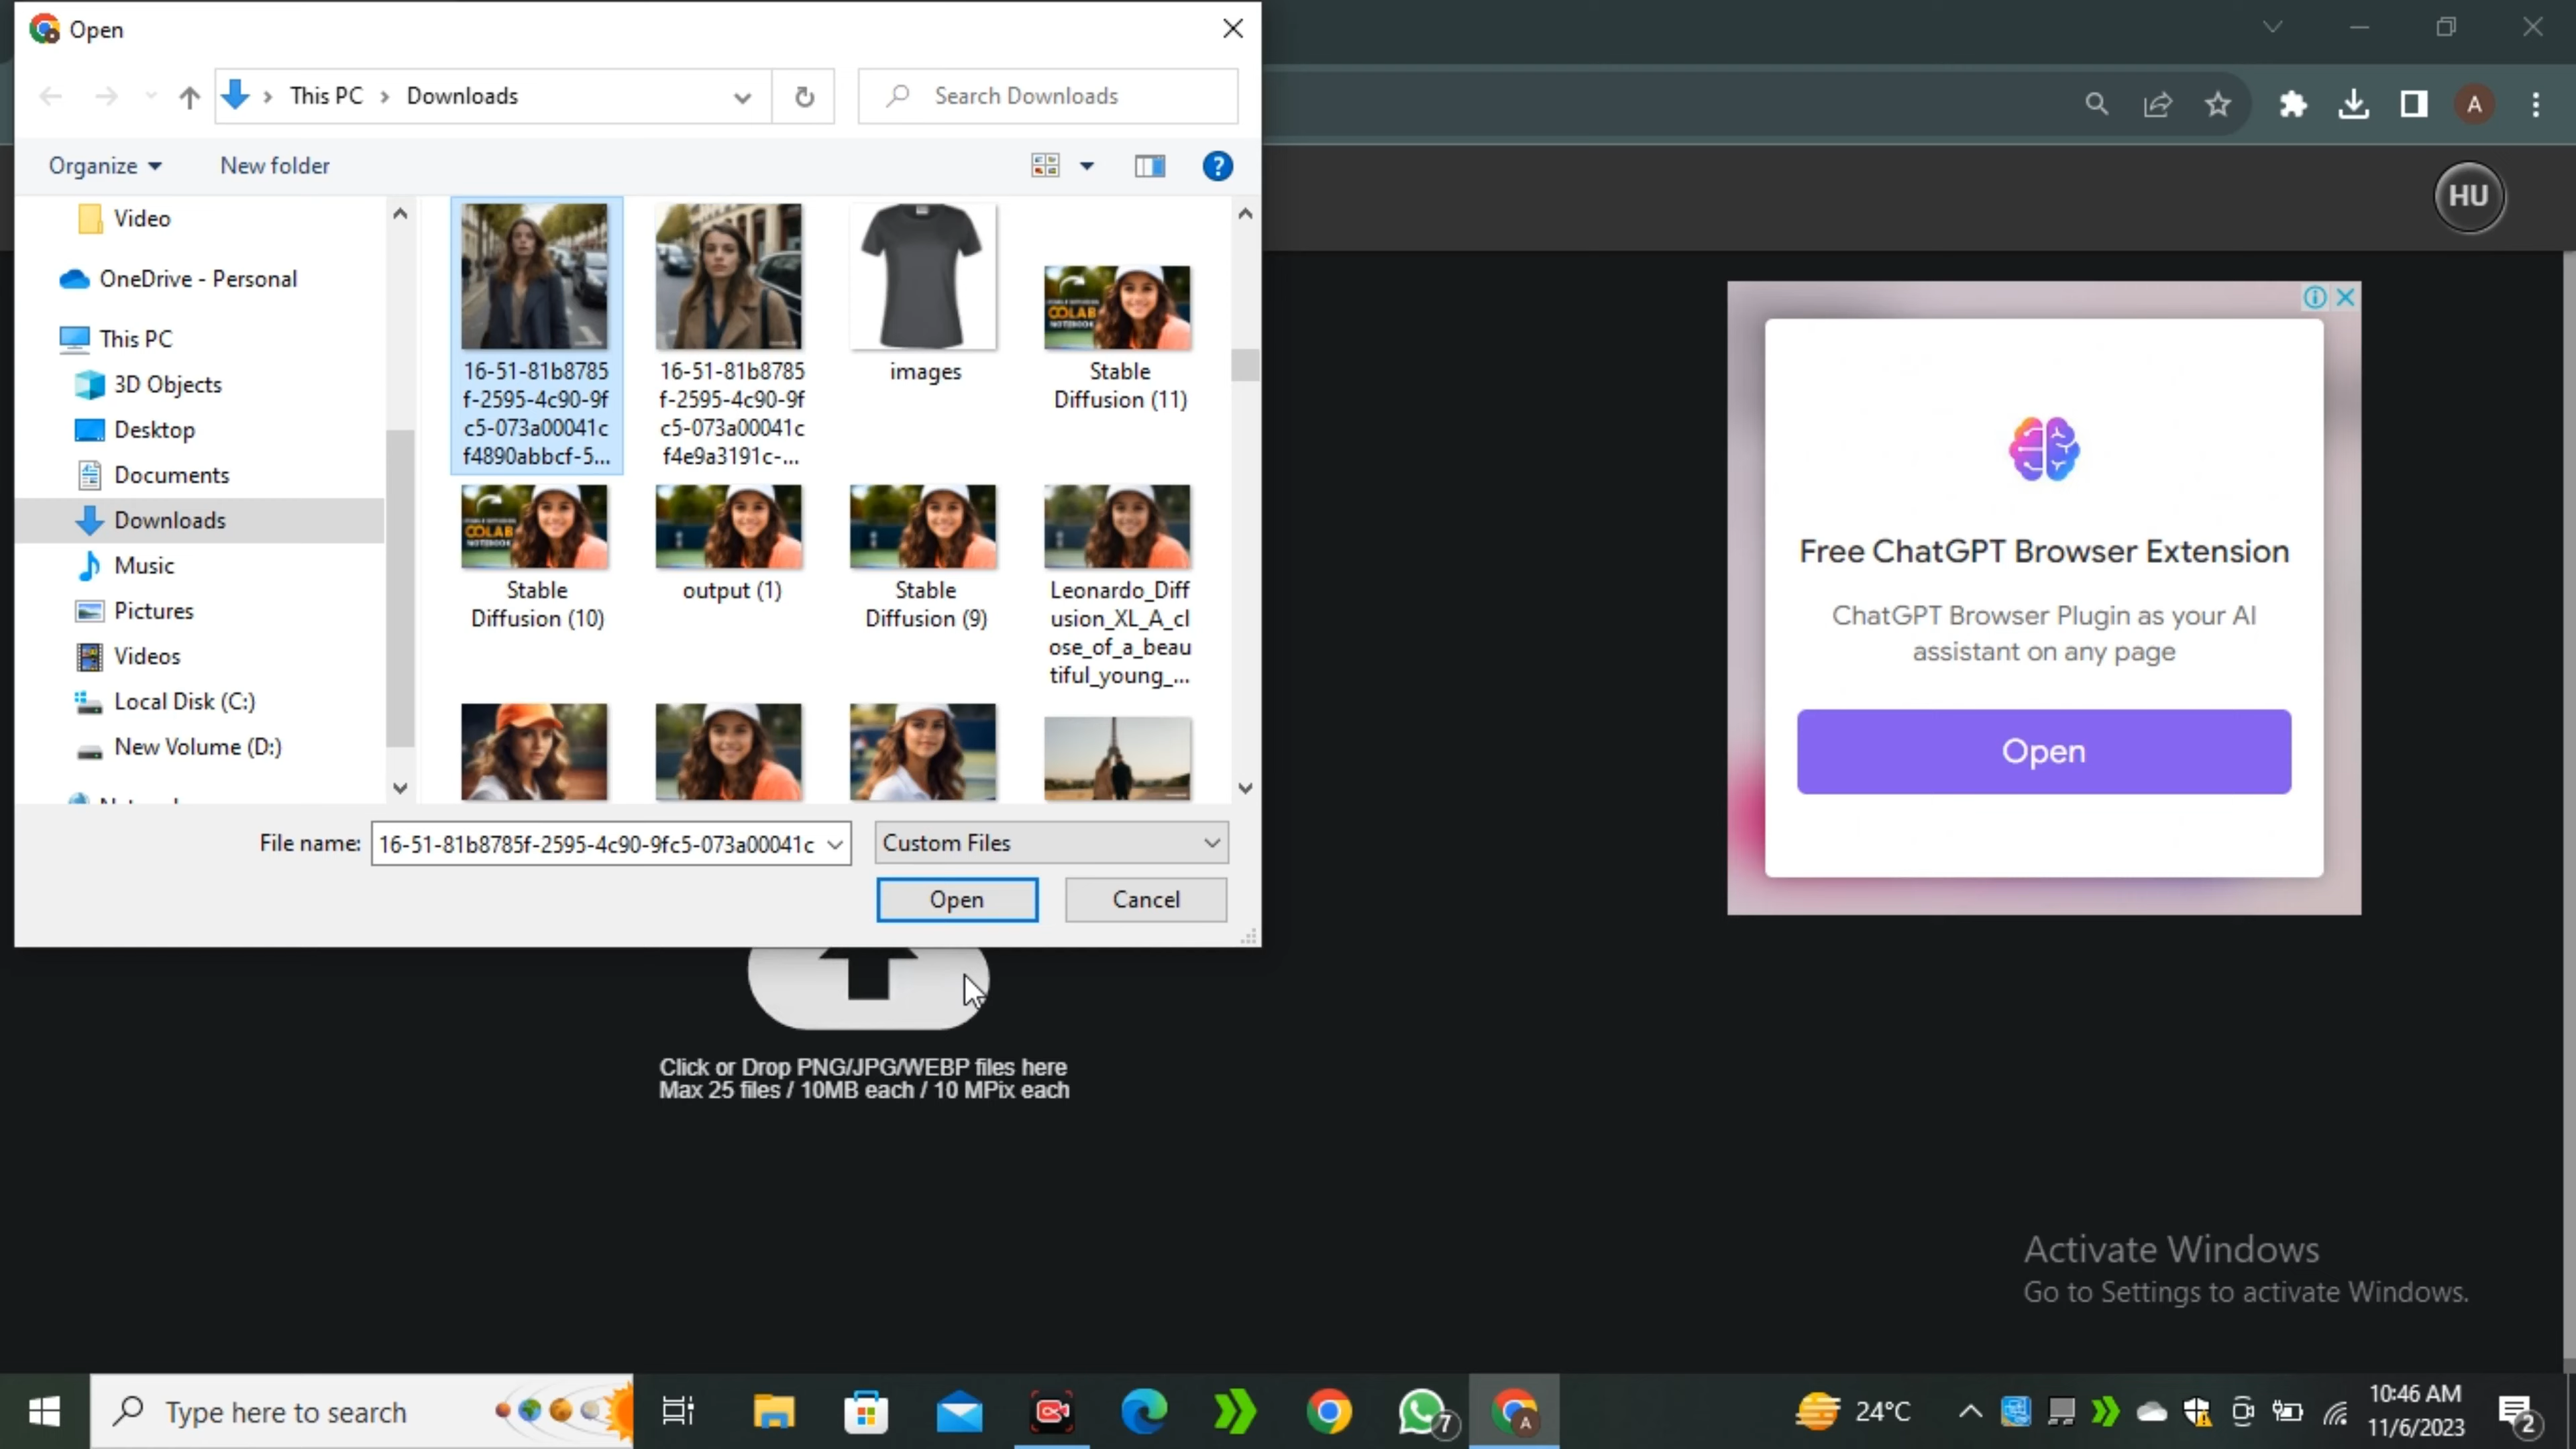 Open
This PC > Downloads
Search Downloads
Organize
New folder
?
HU
A
Video
OneDrive - Personal
This PC
3D Objects
Desktop
Documents
Downloads
Music
Pictures
Videos
Local Disk (C:)
New Volume (D:)
16-51-81b8785
f-2595-4c90-9f
c5-073a00041c
f4890abbcf-5...
16-51-81b8785
f-2595-4c90-9f
c5-073a00041c
f4e9a3191c-...
images
COLAB
NOTEBOOK
Stable
Diffusion (11)
COLAB
NOTEBOOK
Stable
Diffusion (10)
output (1)
Stable
Diffusion (9)
Leonardo_Diff
usion_XL_A_cl
ose_of_a_beau
tiful_young_...
File name:
16-51-81b8785f-2595-4c90-9fc5-073a00041c
Custom Files
Open
Cancel
Free ChatGPT Browser Extension
ChatGPT Browser Plugin as your AI
assistant on any page
Open
Click or Drop PNG/JPG/WEBP files here
Max 25 files / 10MB each / 10 MPix each
Activate Windows
Go to Settings to activate Windows.
Type here to search
7
A
24°C
10:46 AM
11/6/2023
2